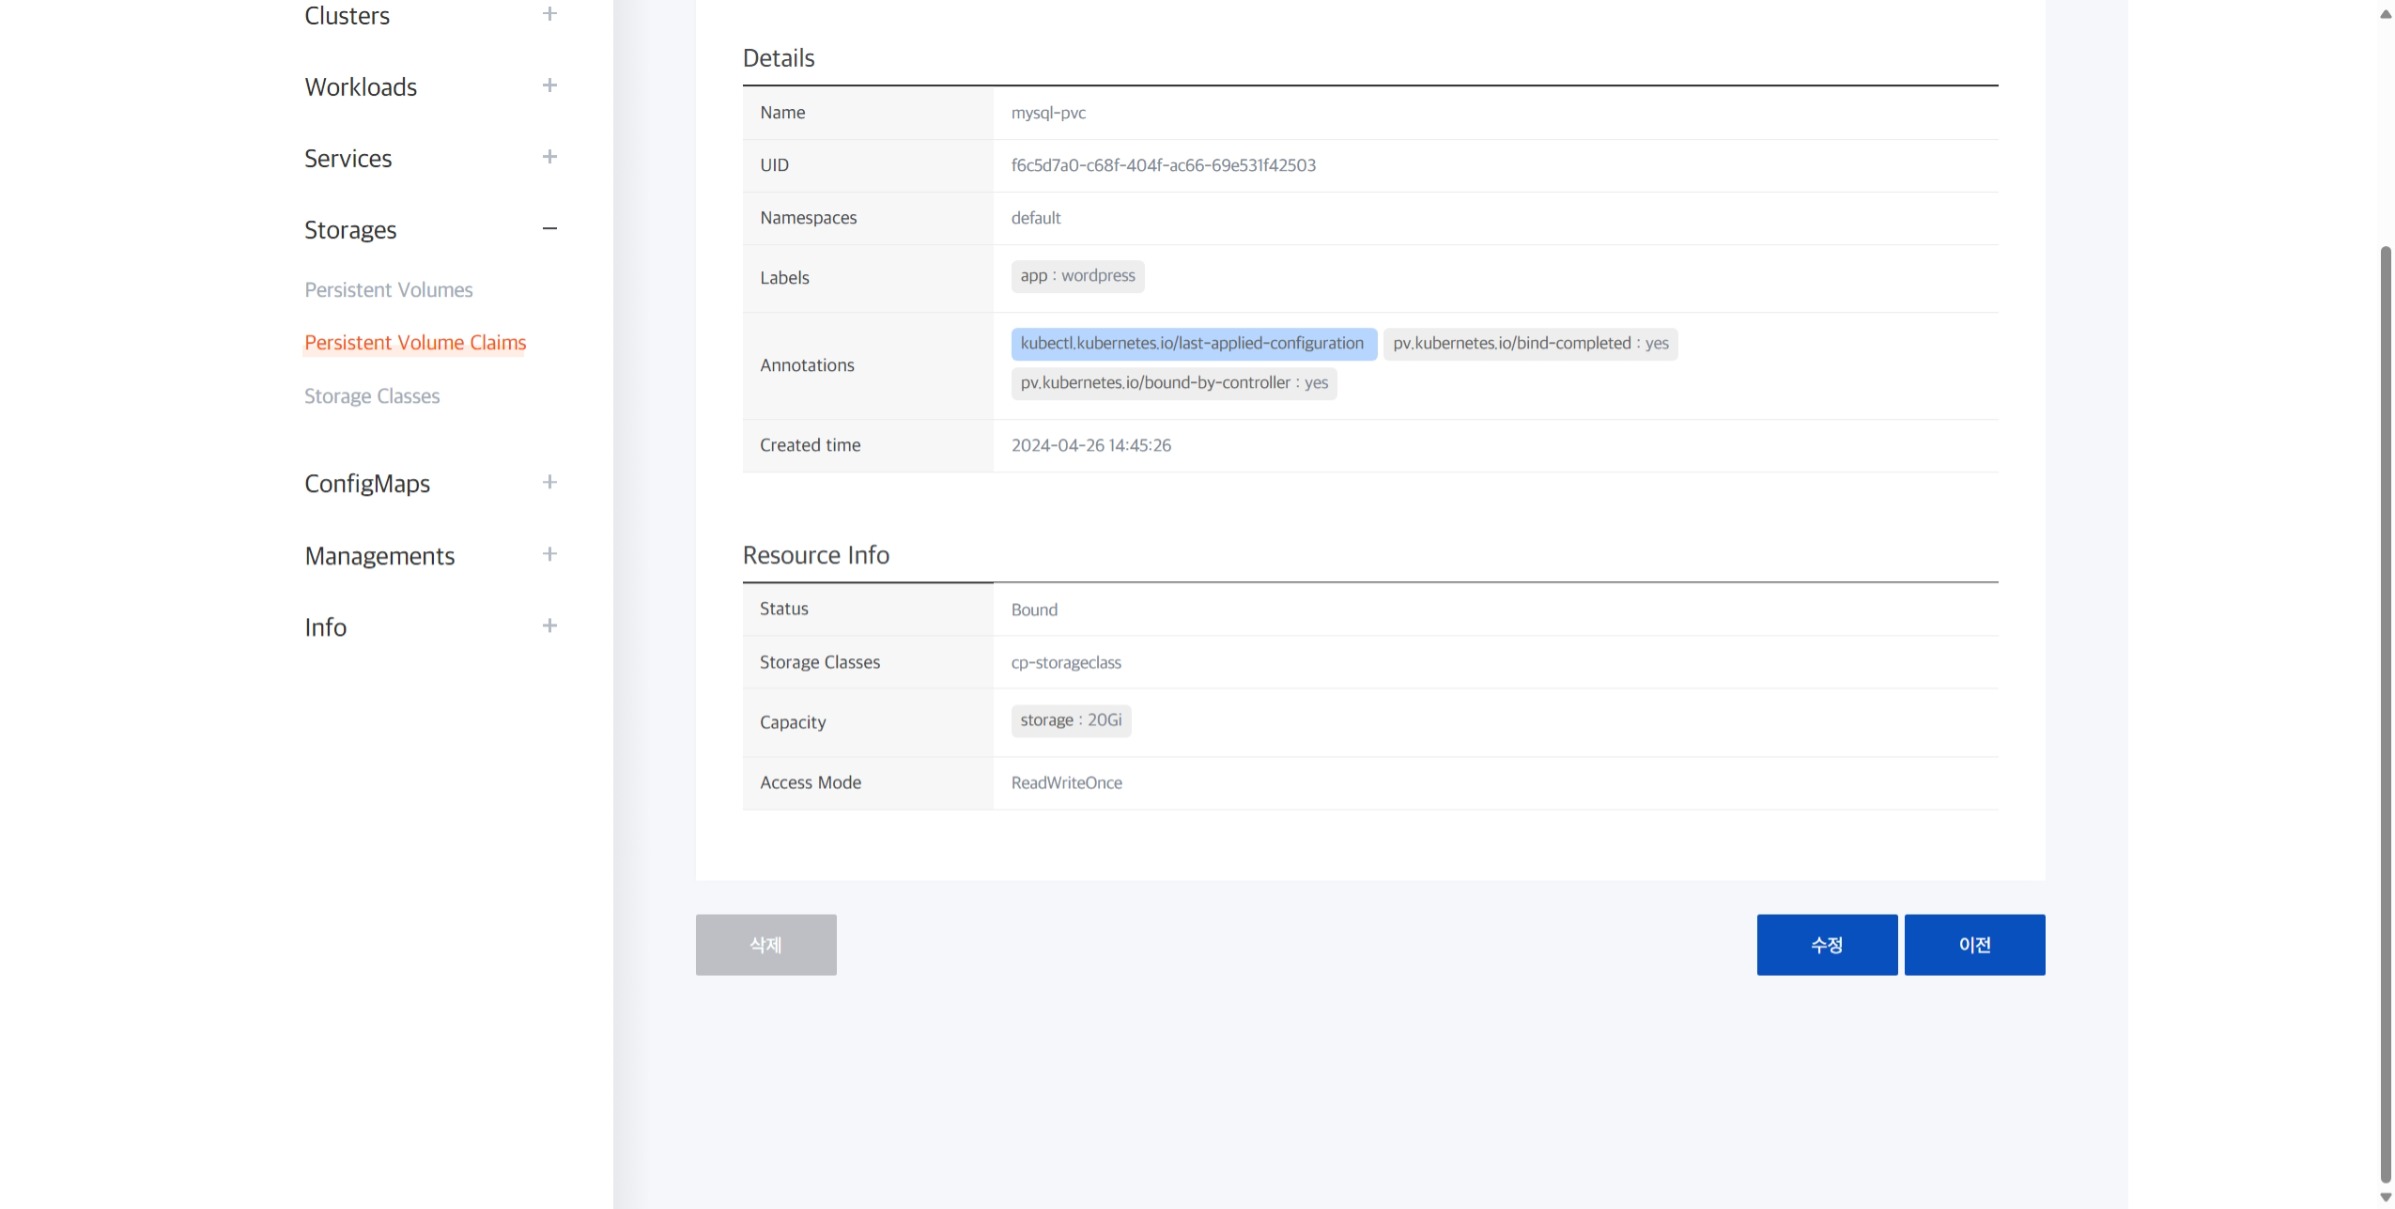 Clusters
Workloads
Services
Storages
Persistent Volumes
Persistent Volume Claims
Storage Classes
ConfigMaps
Managements
Info
Details
Name mysql-pvc
UID f6c5d7a0-c68f-404f-ac66-69e531f42503
Namespaces default
Labels app : wordpress
Annotations kubectl.kubernetes.io/last-applied-configuration pv.kubernetes.io/bind-completed : yes
pv.kubernetes.io/bound-by-controller : yes
Created time 2024-04-26 14:45:26
Resource Info
Status Bound
Storage Classes cp-storageclass
Capacity storage : 20Gi
Access Mode ReadWriteOnce
삭제 수정 이전